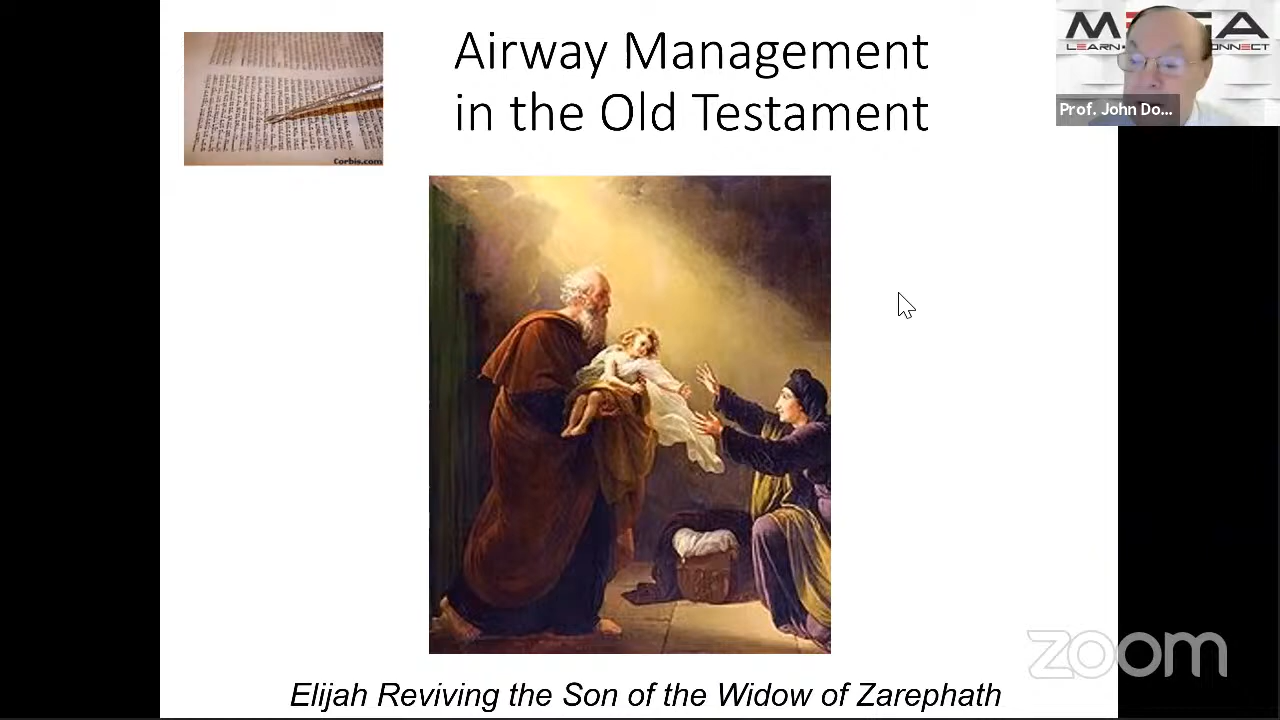 Airway Management
in the Old Testament
Corbis.com
Prof. John Do...
Elijah Reviving the Son of the Widow of Zarephath
zoom